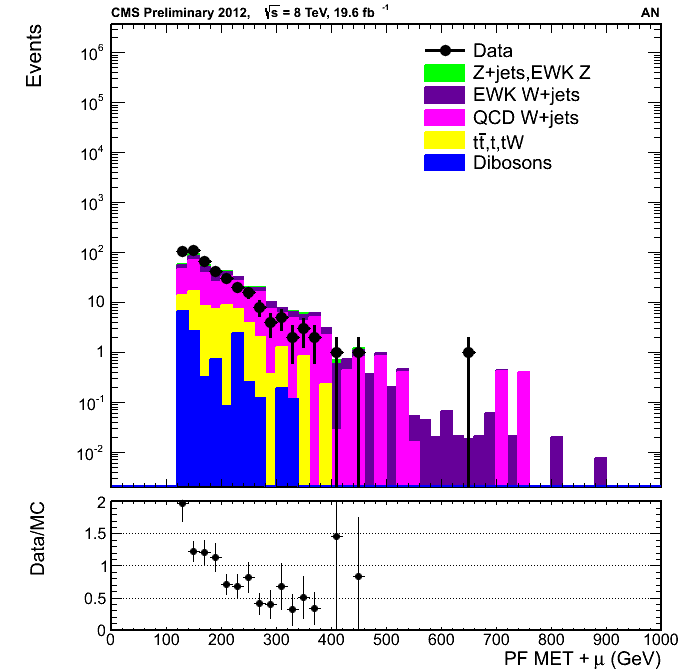 CMS Preliminary 2012, √s = 8 TeV, 19.6 fb⁻¹ AN
Events
10⁶
10⁵
10⁴
10³
10²
10
1
10⁻¹
10⁻²
Data
Z+jets,EWK Z
EWK W+jets
QCD W+jets
tt̄,t,tW
Dibosons
Data/MC
2
1.5
1
0.5
0
0 100 200 300 400 500 600 700 800 900 1000
PF MET + μ (GeV)